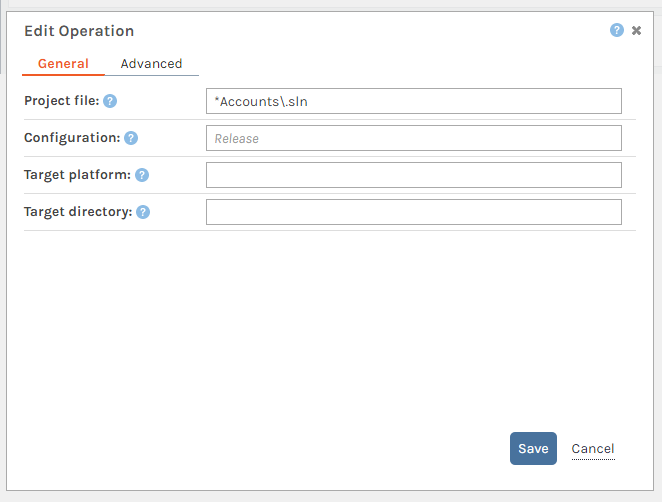 Edit Operation
General Advanced
Project file: *Accounts\.sln
Configuration: Release
Target platform:
Target directory:
Save Cancel